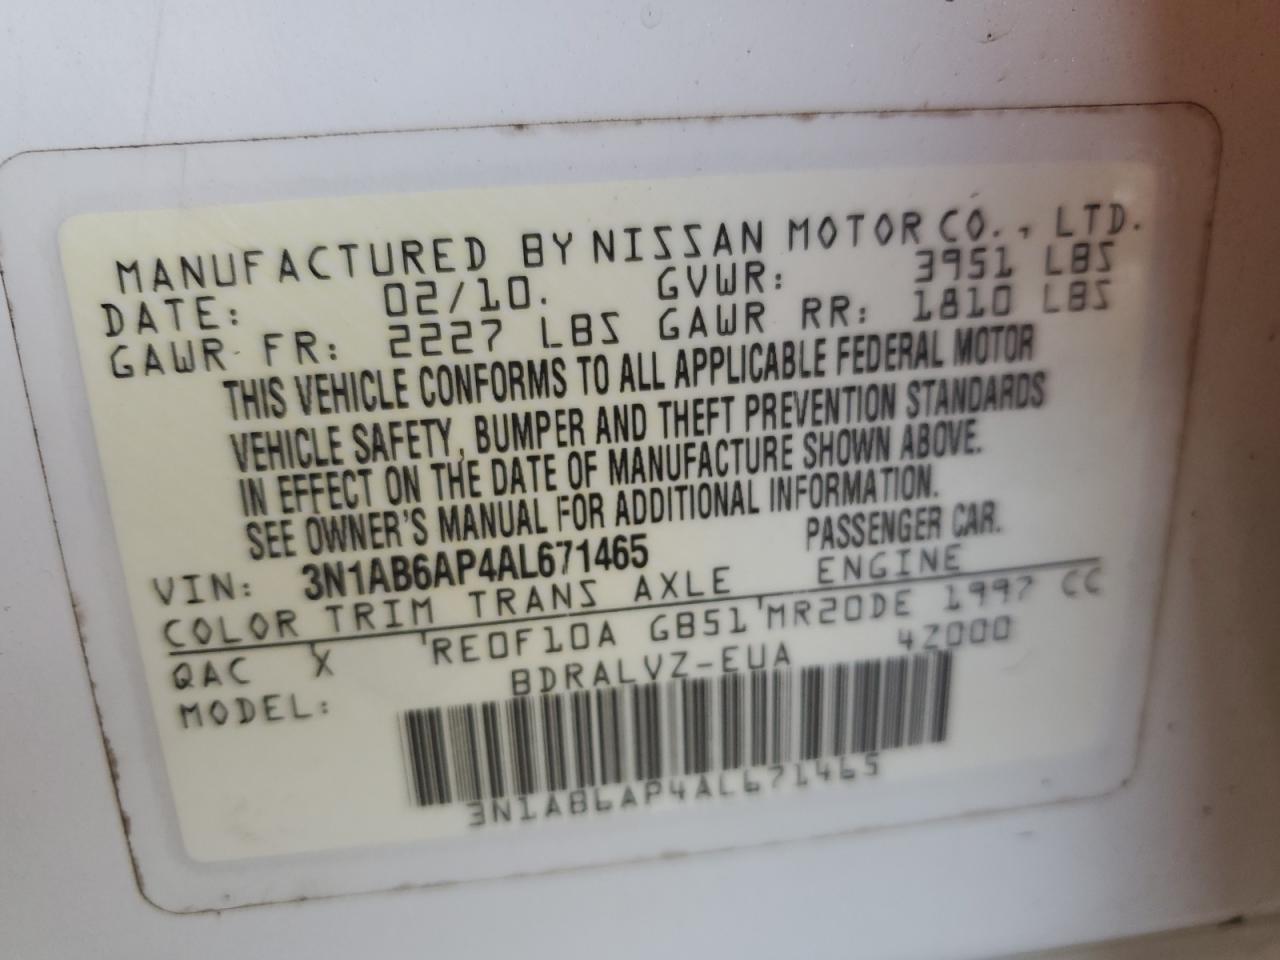 MANUFACTURED BY NISSAN MOTOR CO., LTD.
DATE: 02/10. GVWR: 3951 LBS
GAWR FR: 2227 LBS GAWR RR: 1810 LBS
THIS VEHICLE CONFORMS TO ALL APPLICABLE FEDERAL MOTOR
VEHICLE SAFETY, BUMPER AND THEFT PREVENTION STANDARDS
IN EFFECT ON THE DATE OF MANUFACTURE SHOWN ABOVE.
SEE OWNER'S MANUAL FOR ADDITIONAL INFORMATION.
VIN: 3N1AB6AP4AL671465 PASSENGER CAR.
COLOR TRIM TRANS AXLE ENGINE
QAC X RE0F10A GB51 MR20DE 1997 CC
MODEL: BDRALVZ-EUA 4Z000
3N1AB6AP4AL671465